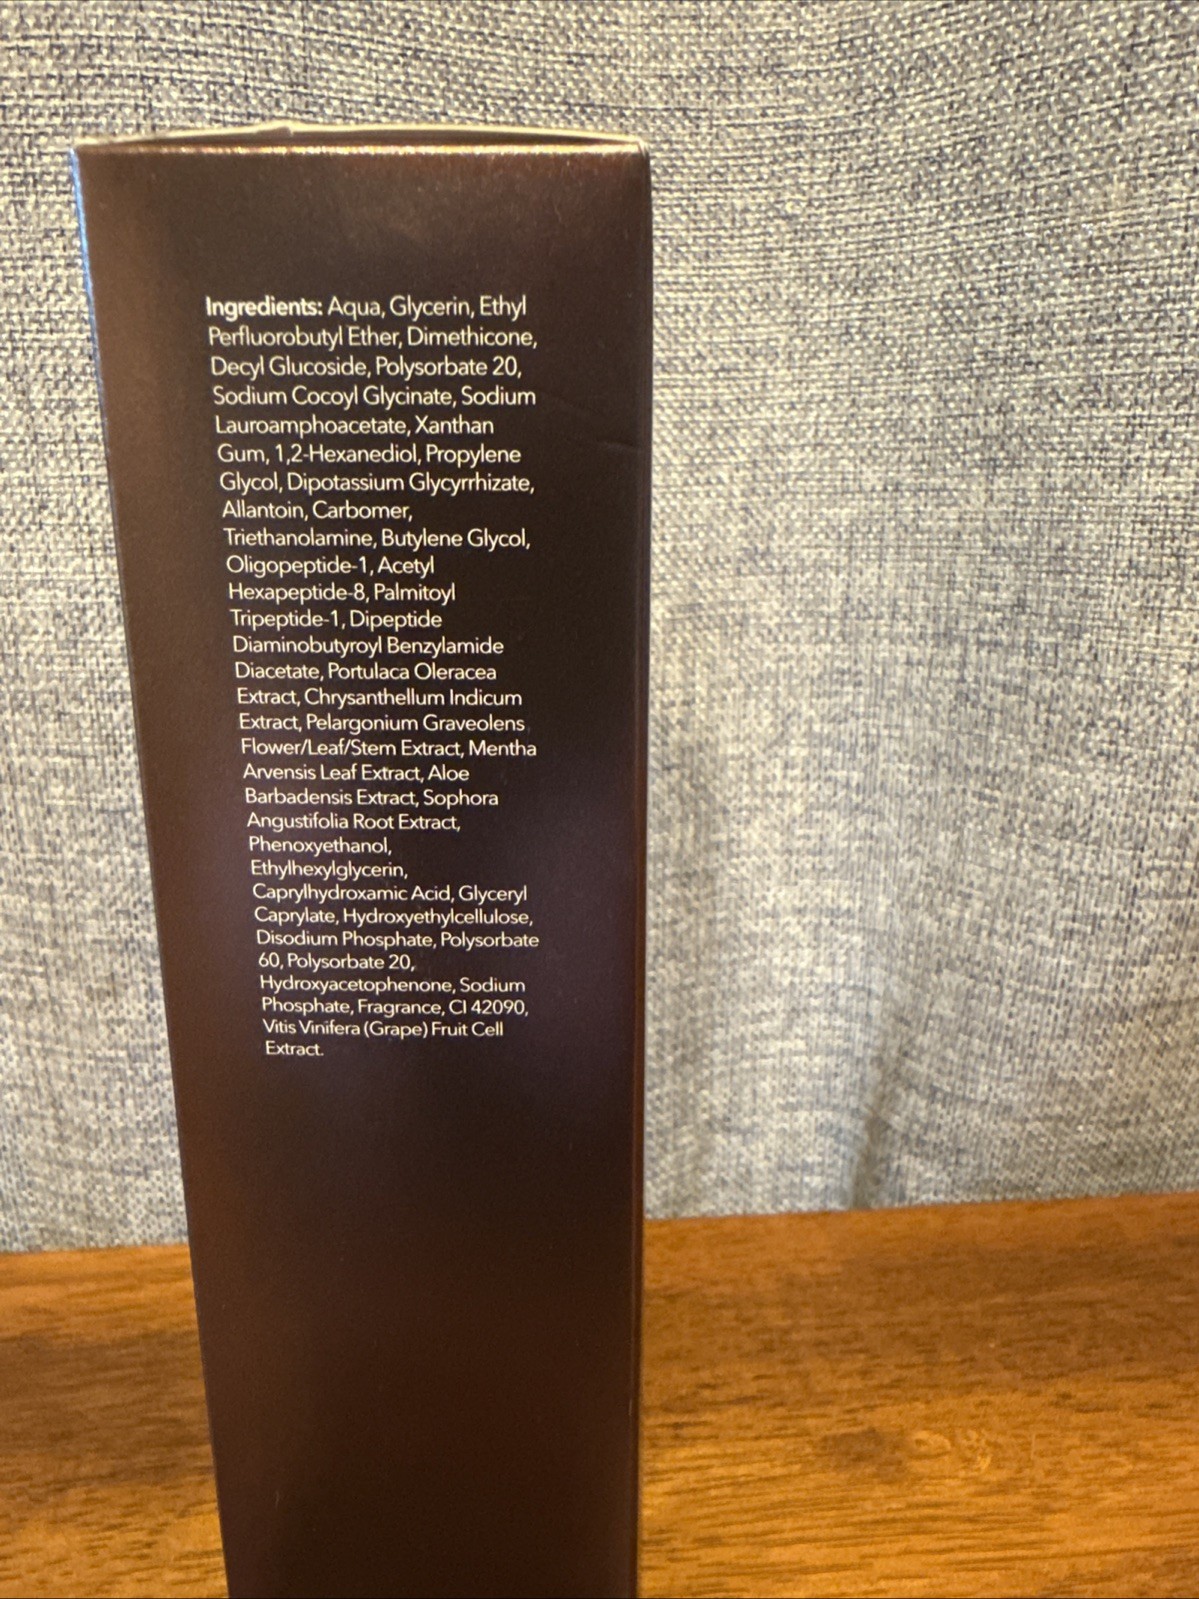 Ingredients: Aqua, Glycerin, Ethyl
Perfluorobutyl Ether, Dimethicone,
Decyl Glucoside, Polysorbate 20,
Sodium Cocoyl Glycinate, Sodium
Lauroamphoacetate, Xanthan
Gum, 1,2-Hexanediol, Propylene
Glycol, Dipotassium Glycyrrhizate,
Allantoin, Carbomer,
Triethanolamine, Butylene Glycol,
Oligopeptide-1, Acetyl
Hexapeptide-8, Palmitoyl
Tripeptide-1, Dipeptide
Diaminobutyroyl Benzylamide
Diacetate, Portulaca Oleracea
Extract, Chrysanthellum Indicum
Extract, Pelargonium Graveolens
Flower/Leaf/Stem Extract, Mentha
Arvensis Leaf Extract, Aloe
Barbadensis Extract, Sophora
Angustifolia Root Extract,
Phenoxyethanol,
Ethylhexylglycerin,
Caprylhydroxamic Acid, Glyceryl
Caprylate, Hydroxyethylcellulose,
Disodium Phosphate, Polysorbate
60, Polysorbate 20,
Hydroxyacetophenone, Sodium
Phosphate, Fragrance, CI 42090,
Vitis Vinifera (Grape) Fruit Cell
Extract.